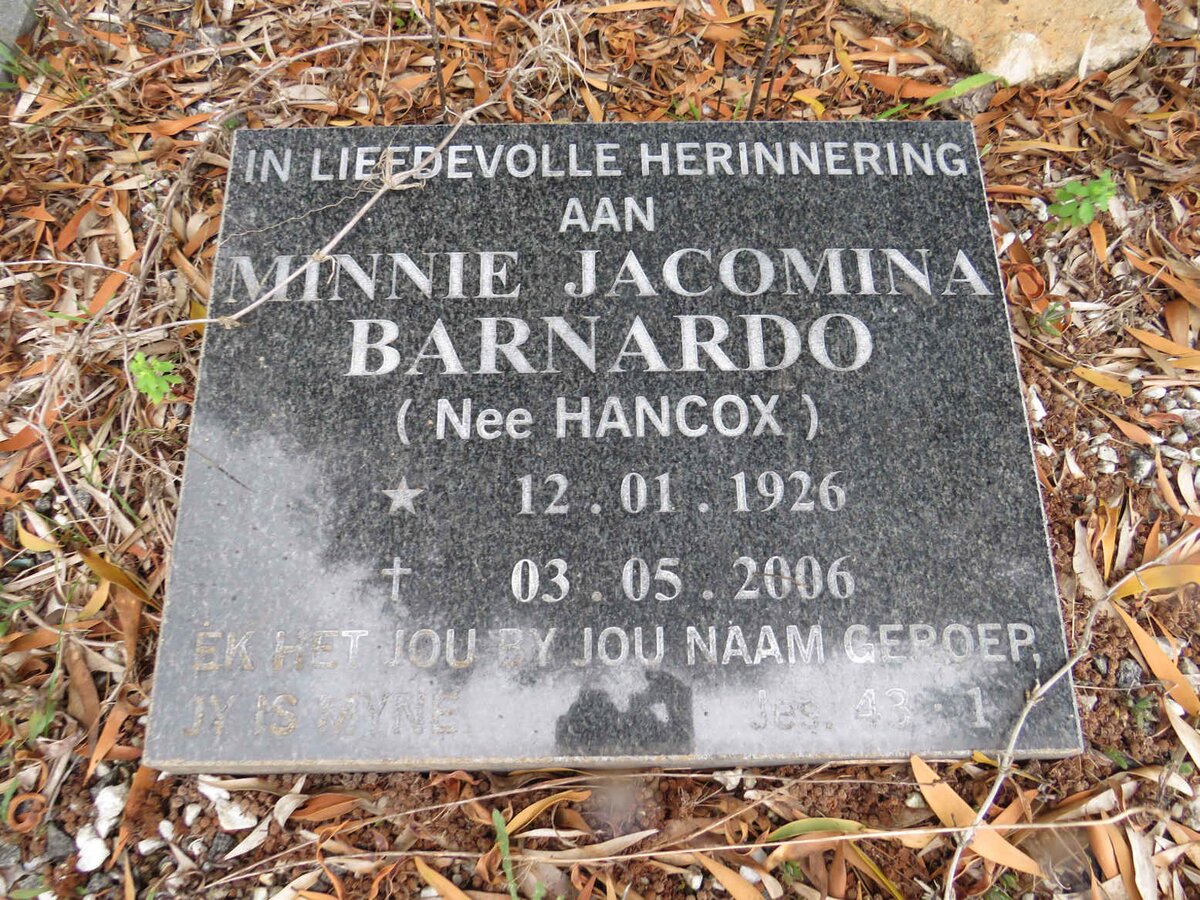 IN LIEFDEVOLLE HERINNERING
AAN
MINNIE JACOMINA
BARNARDO
( Nee HANCOX )
★ 12 . 01 . 1926
† 03 . 05 . 2006
EK HET JOU BY JOU NAAM GEROEP,
JY IS MYNE. Jes. 43 : 1